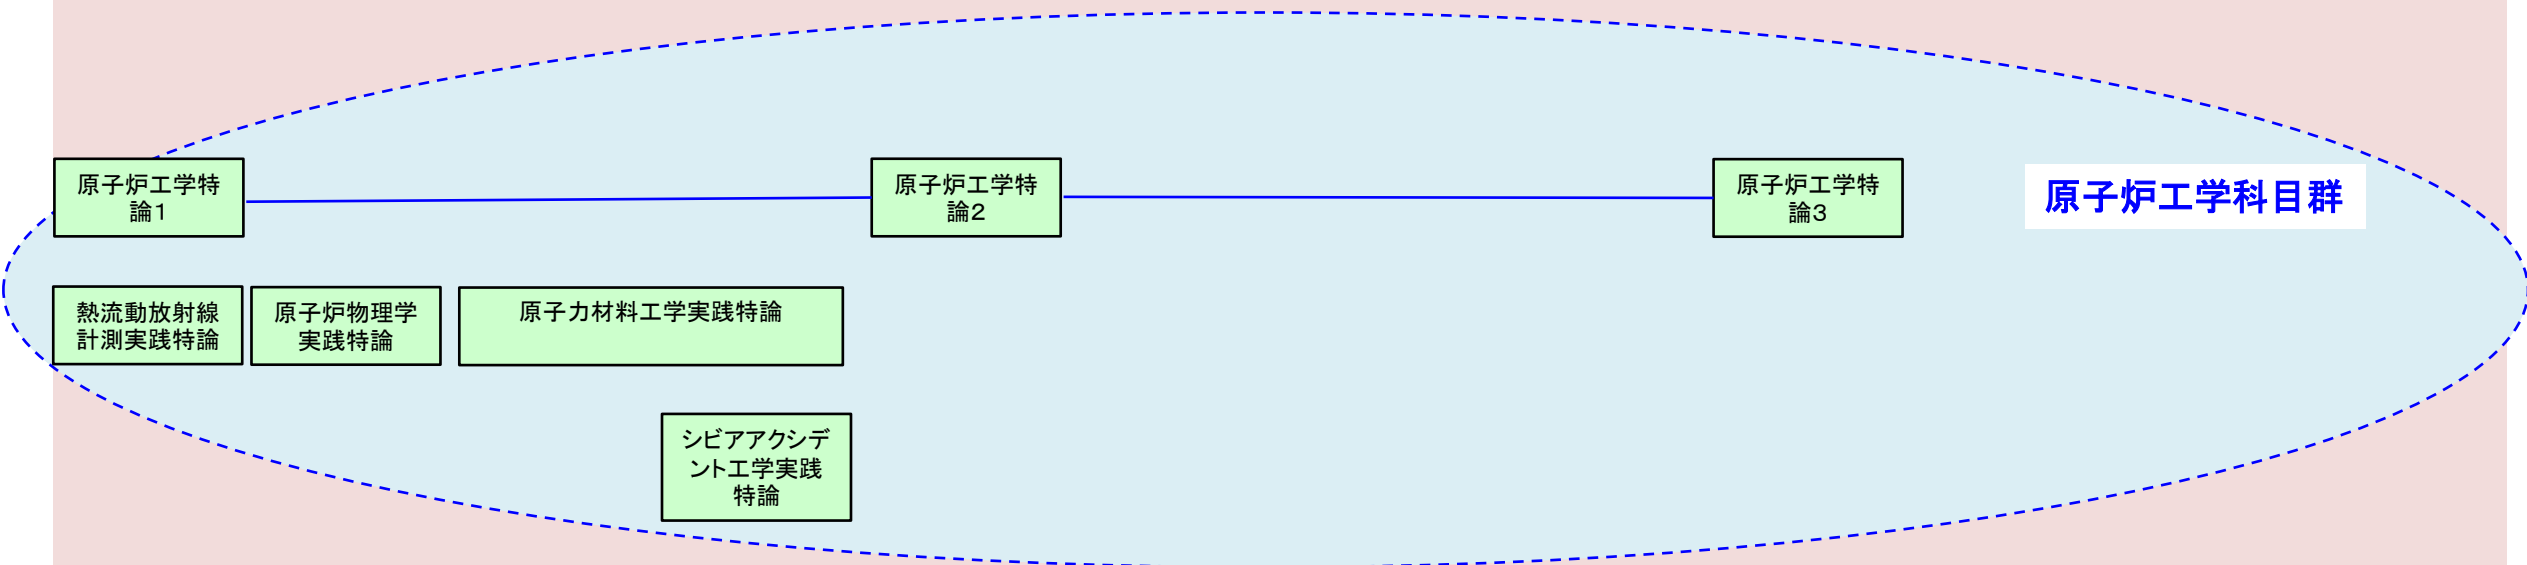 原子炉工学特
論1
原子炉工学特
論2
原子炉工学特
論3
原子炉工学科目群
熱流動放射線
計測実践特論
原子炉物理学
実践特論
原子力材料工学実践特論
シビアアクシデ
ント工学実践
特論